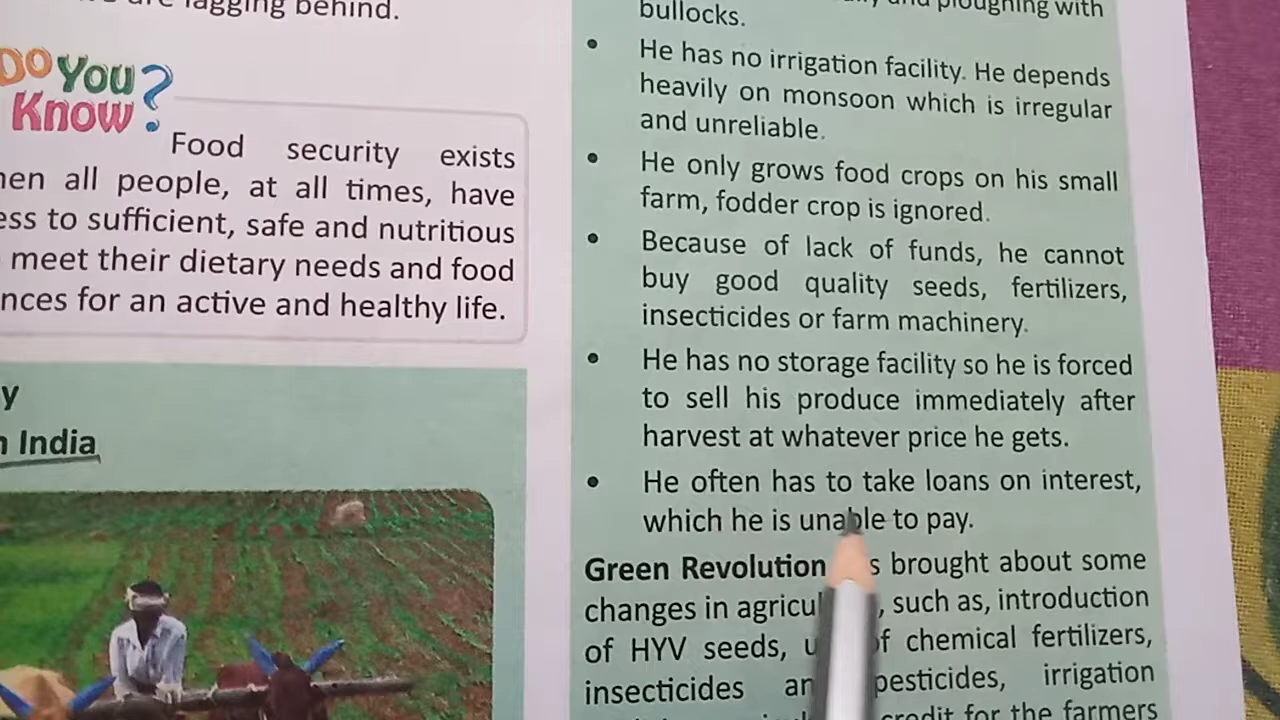 lagging behind.
Do You
Know?
Food security exists
all people, at all times, have
to sufficient, safe and nutritious
meet their dietary needs and food
for an active and healthy life.
India
and ploughing with
bullocks.
• He has no irrigation facility. He depends
heavily on monsoon which is irregular
and unreliable.
• He only grows food crops on his small
farm, fodder crop is ignored.
• Because of lack of funds, he cannot
buy good quality seeds, fertilizers,
insecticides or farm machinery.
• He has no storage facility so he is forced
to sell his produce immediately after
harvest at whatever price he gets.
• He often has to take loans on interest,
which he is unable to pay.
Green Revolution brought about some
changes in such as, introduction
of HYV seeds, chemical fertilizers,
insecticides pesticides, irrigation
credit for the farmers